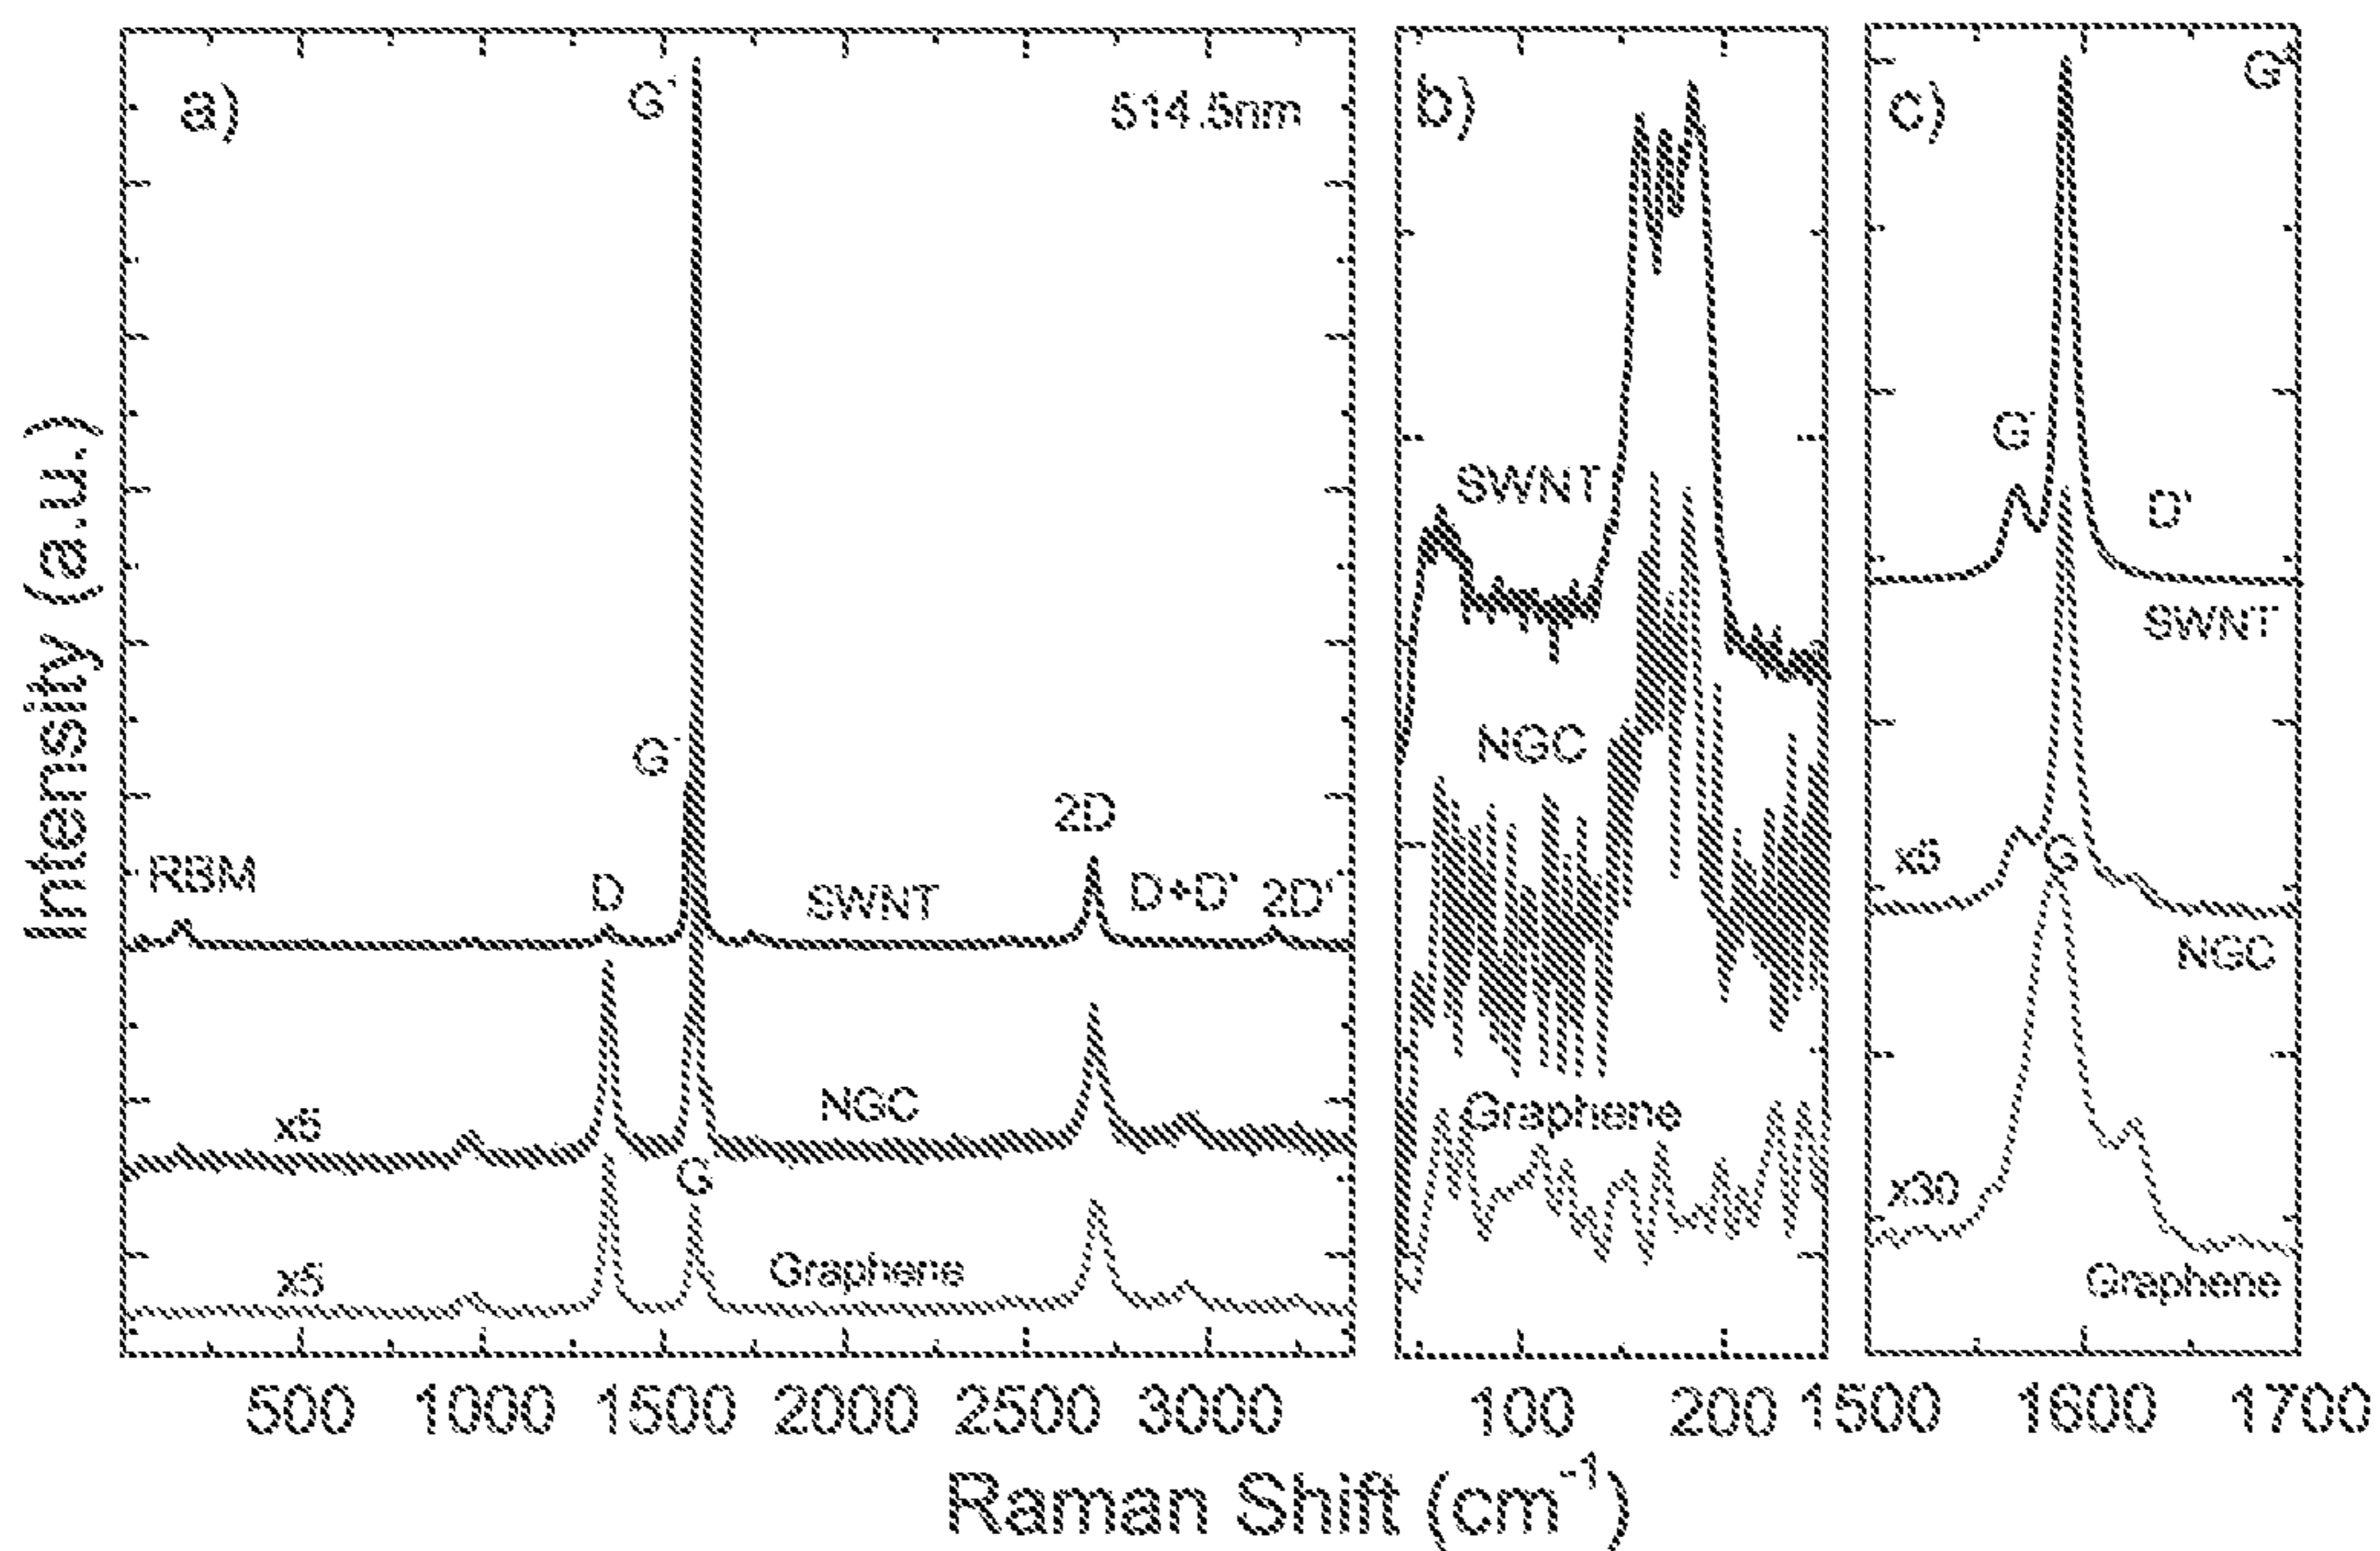 Intensity (a.u.)
a)
G+
514.5nm
G-
RBM
D
SWNT
2D
D+D'
2D'
x5
NGC
G
x5
Graphene
500 1000 1500 2000 2500 3000
b)
SWNT
NGC
Graphene
100 200
c)
G+
G-
D'
SWNT
x5
G
NGC
x30
Graphene
1500 1600 1700
Raman Shift (cm-1)